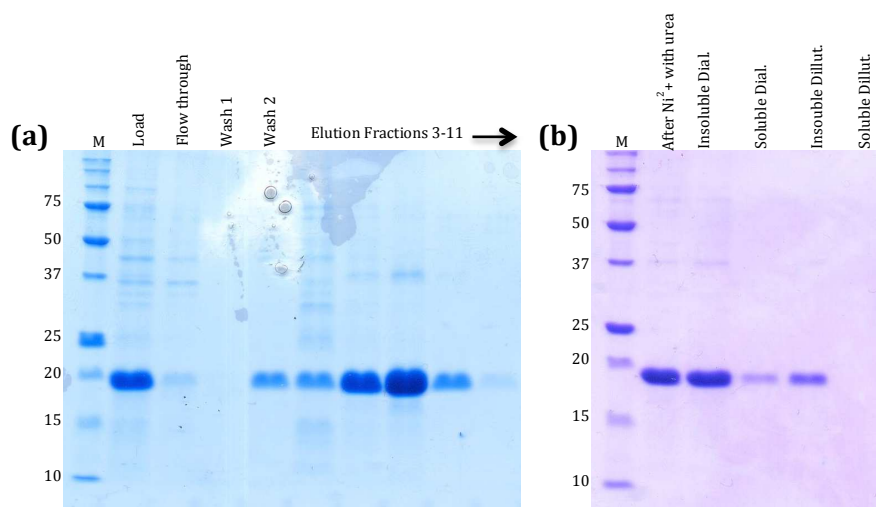 (a)
M
Load
Flow through
Wash 1
Wash 2
Elution Fractions 3-11
75
50
37
25
20
15
10
(b)
M
After Ni²+ with urea
Insoluble Dial.
Soluble Dial.
Insouble Dillut.
Soluble Dillut.
75
50
37
25
20
15
10